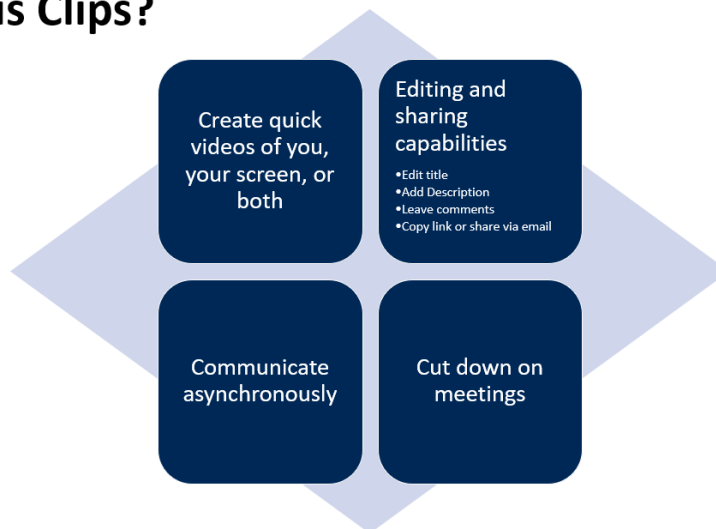 is Clips?
Create quick
videos of you,
your screen, or
both
Editing and
sharing
capabilities
•Edit title
•Add Description
•Leave comments
•Copy link or share via email
Communicate
asynchronously
Cut down on
meetings